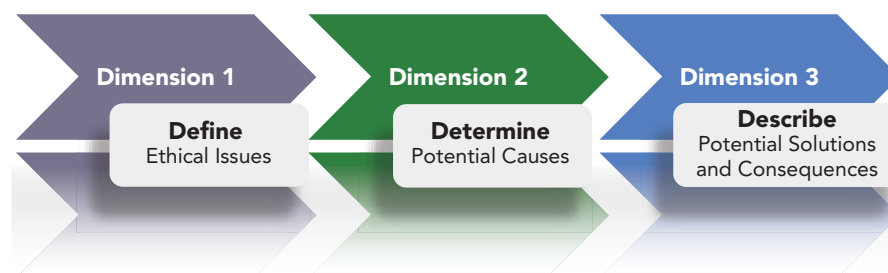 Dimension 1
Define
Ethical Issues
Dimension 2
Determine
Potential Causes
Dimension 3
Describe
Potential Solutions
and Consequences